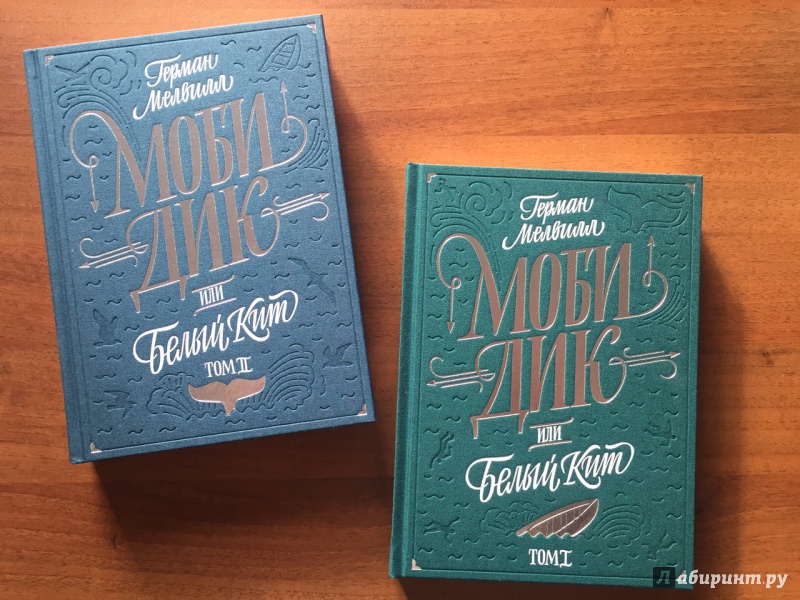 Герман
Мелвилл
МОБИ
ДИК
или
Белый Кит
ТОМ II
Герман
Мелвилл
МОБИ
ДИК
или
Белый Кит
ТОМ I
Лабиринт.ру